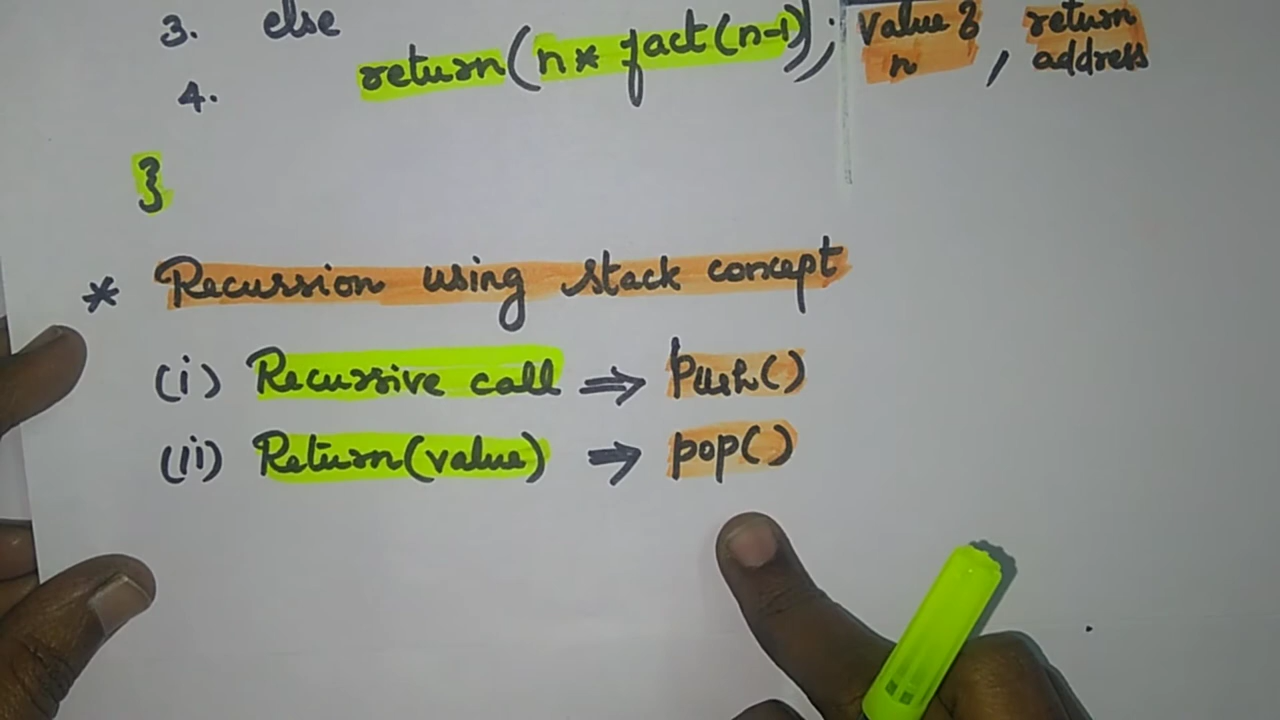 3. else
return(n* fact(n-1)); value of n, return address
4.
}
* Recussion using stack concept
(i) Recursive call ⇒ Push()
(ii) Return(value) ⇒ pop()